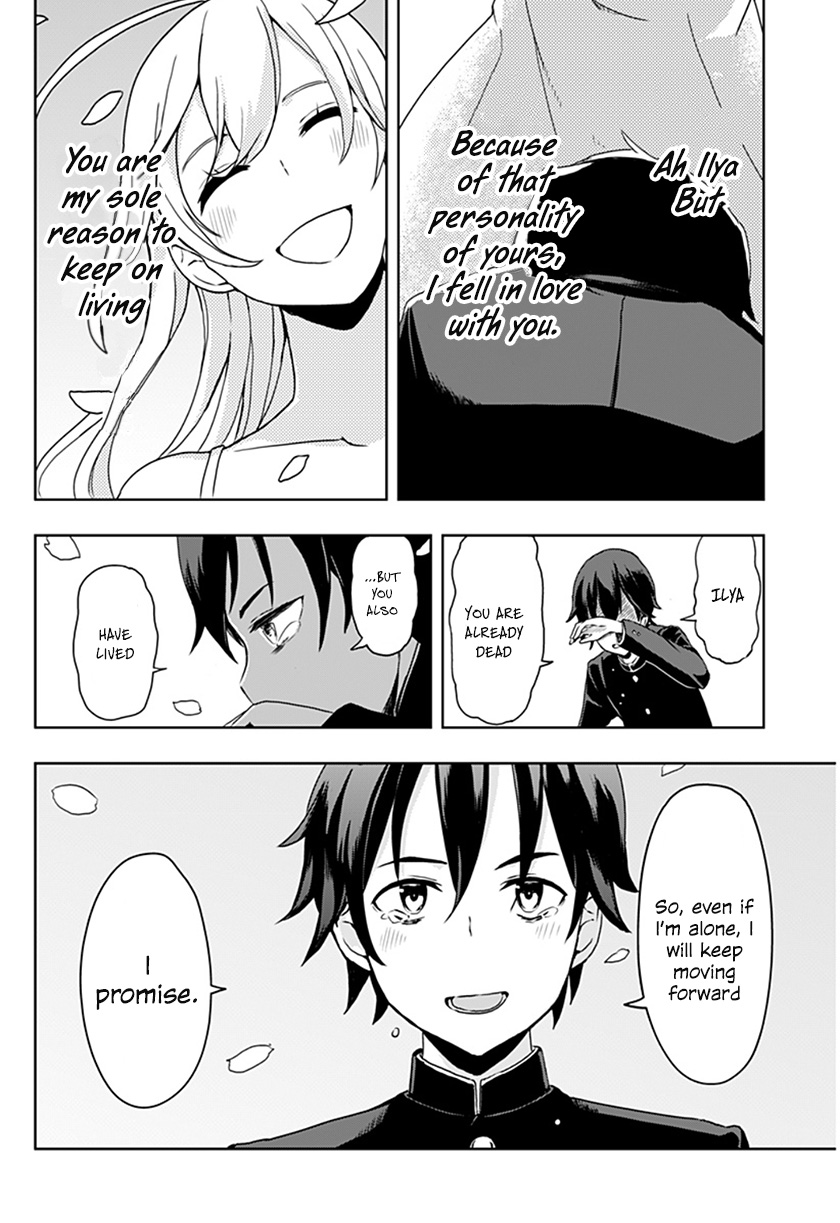 Ah Ilya
But
Because
of that
personality
of yours,
I fell in love
with you.
You are
my sole
reason to
keep on
living
ILYA
YOU ARE
ALREADY
DEAD
...BUT
YOU
ALSO
HAVE
LIVED
So, even if
I'm alone, I
will keep
moving
forward
I
promise.